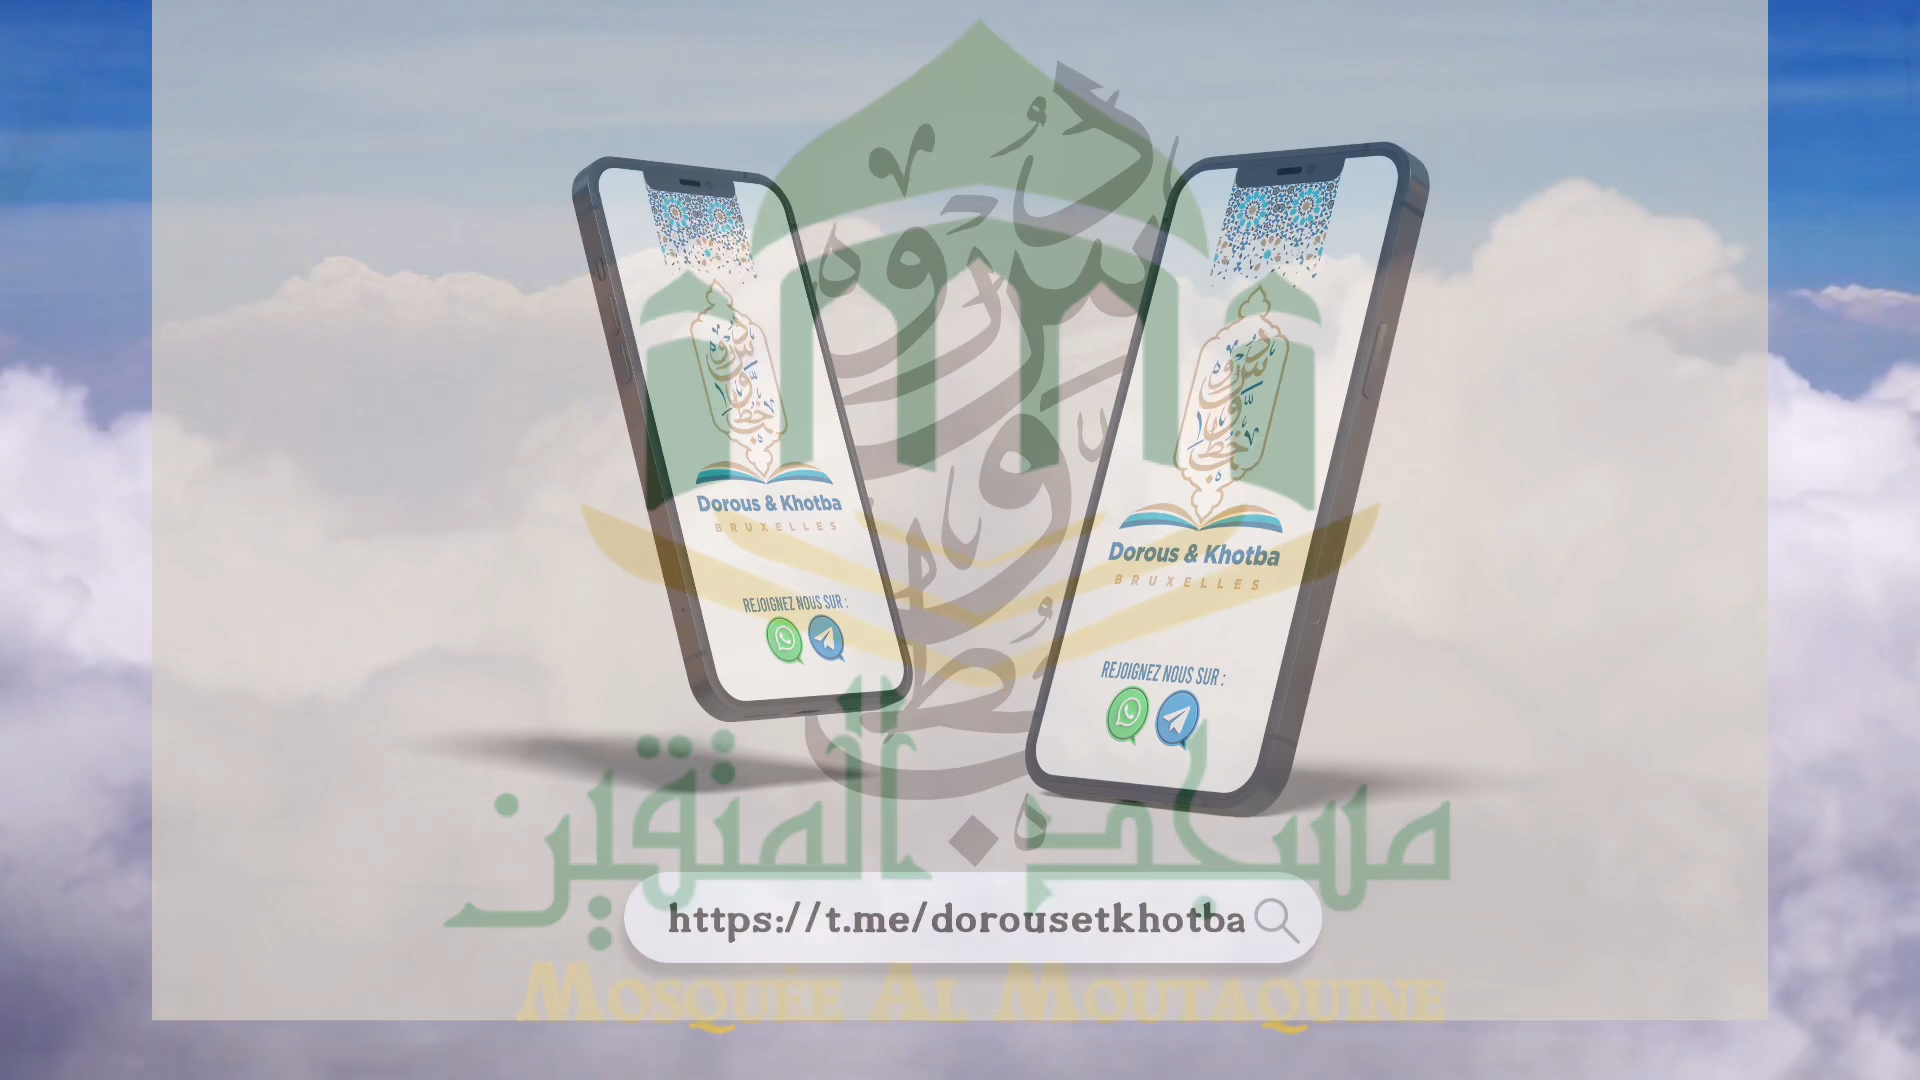 Dorous & Khotba
BRUXELLES
REJOIGNEZ NOUS SUR :
Dorous & Khotba
BRUXELLES
REJOIGNEZ NOUS SUR :
مسجد المتقين
https://t.me/dorousetkhotba
MOSQUÉE AL MOUTAQUINE